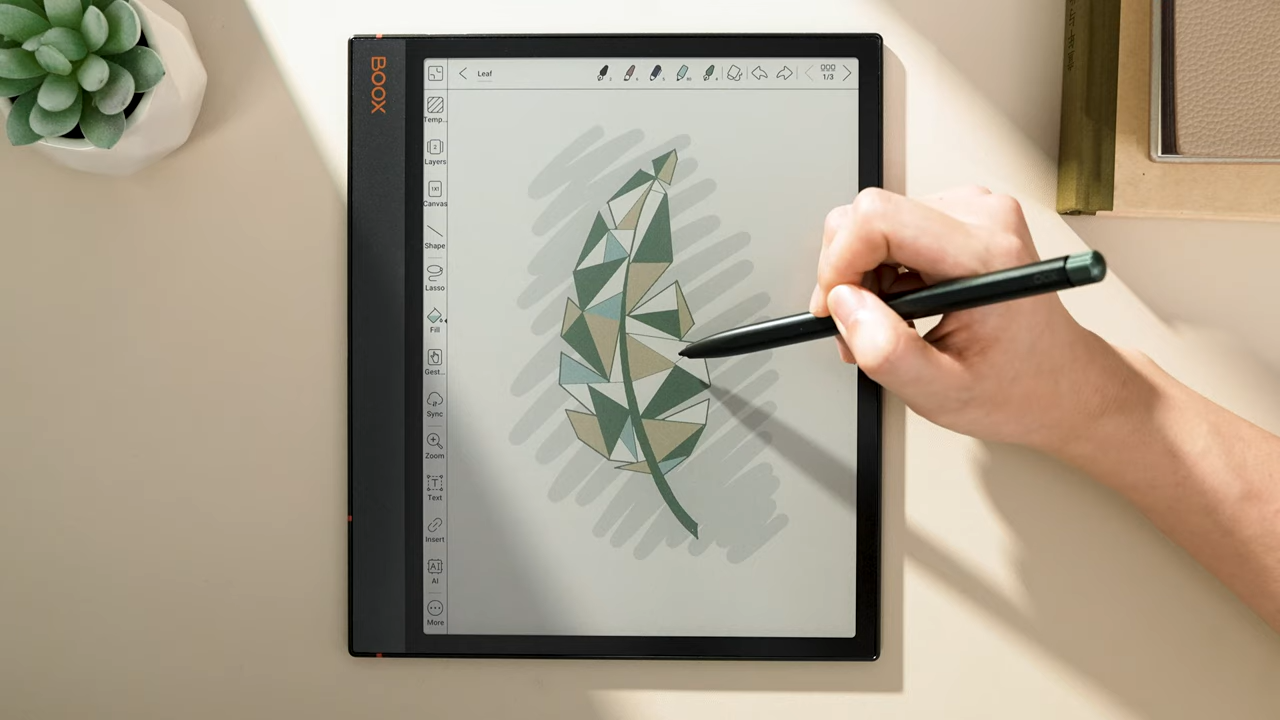 BOOX
Leaf
1/3
Temp..
Layers
Canvas
Shape
Lasso
Fill
Gest..
Sync
Zoom
Text
Insert
AI
More